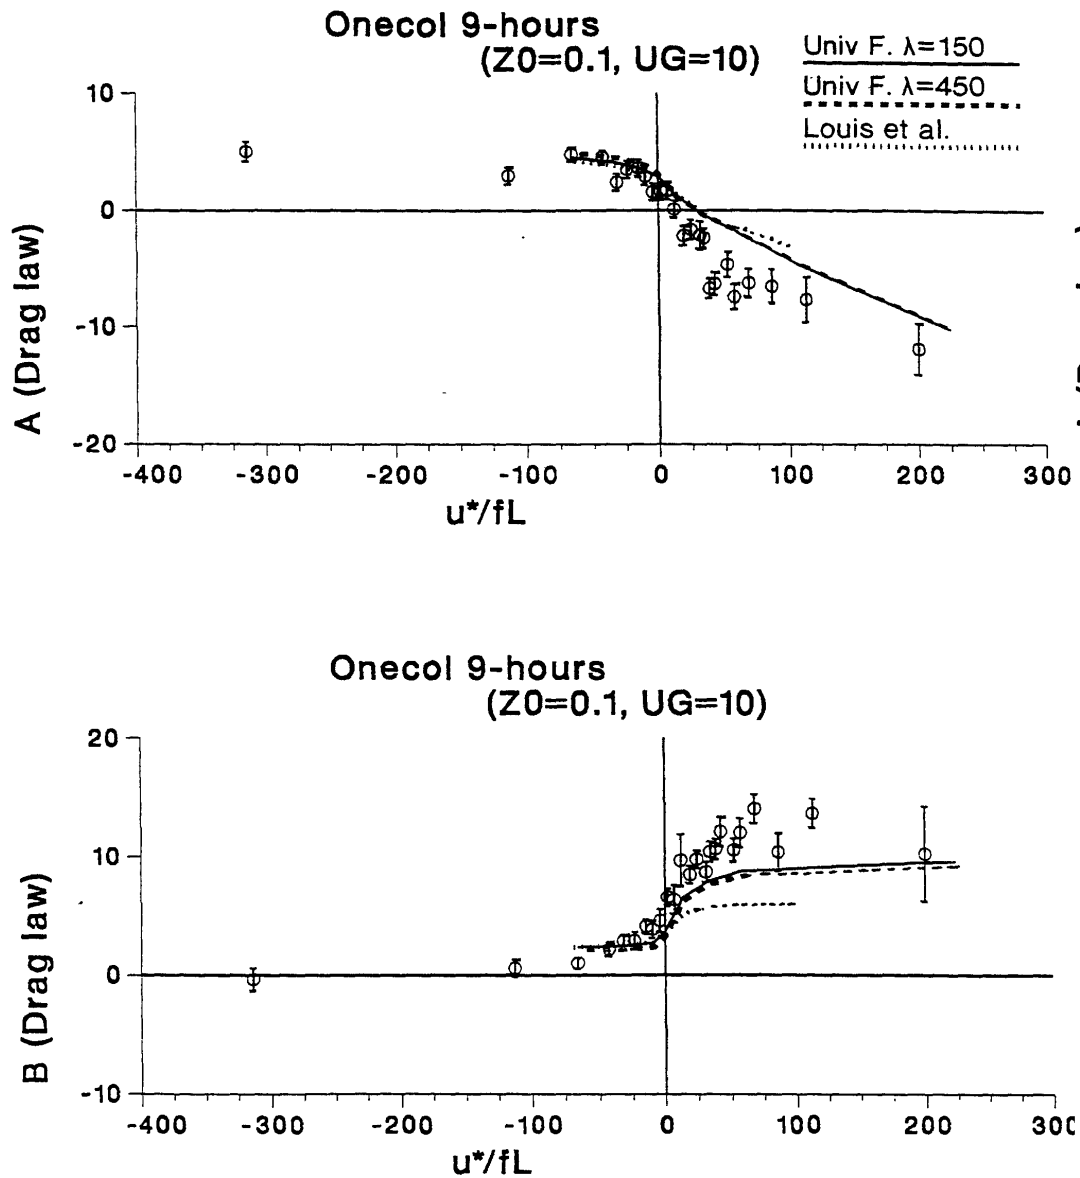 Onecol 9-hours
(Z0=0.1, UG=10)
Univ F. λ=150
Univ F. λ=450
Louis et al.
10
0
-10
-20
A (Drag law)
-400 -300 -200 -100 0 100 200 300
u*/fL
Onecol 9-hours
(Z0=0.1, UG=10)
20
10
0
-10
B (Drag law)
-400 -300 -200 -100 0 100 200 300
u*/fL